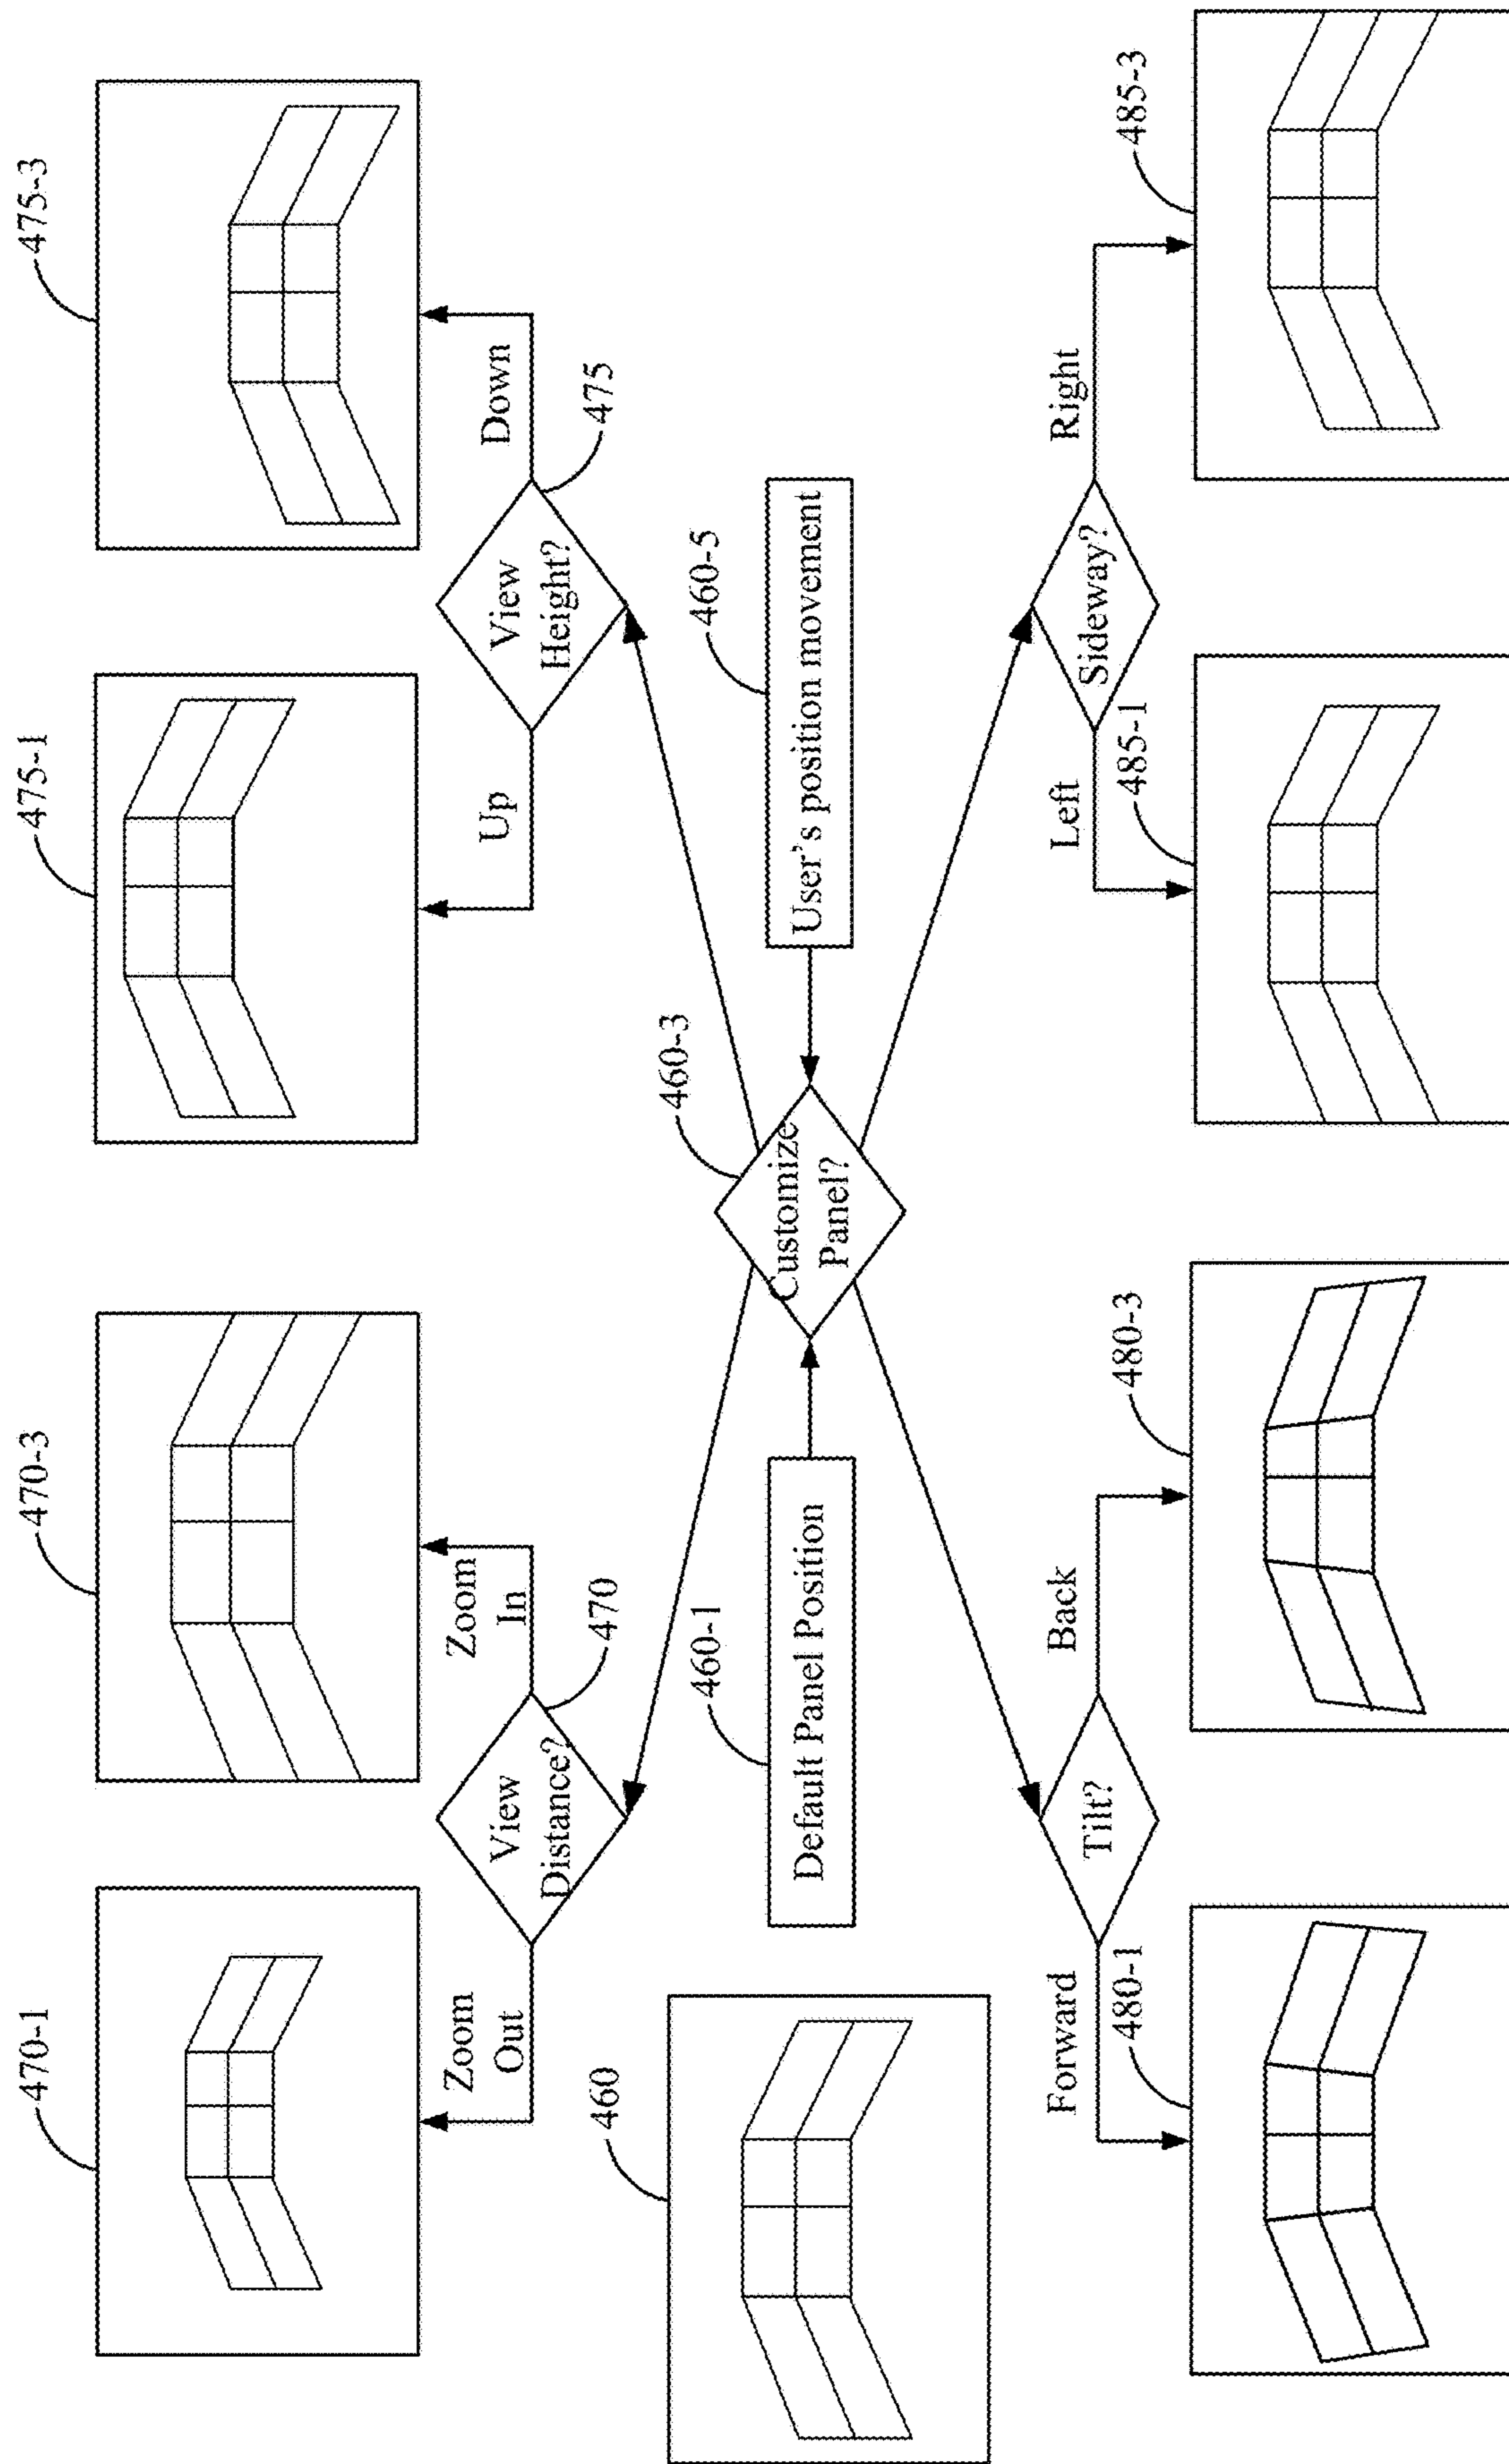 470-1
470-3
475-1
475-3
Zoom
Out
Zoom
In
Up
Down
View
Distance?
470
View
Height?
475
460
460-1
Default Panel Position
460-3
Customize
Panel?
460-5
User's position movement
Forward
480-1
Tilt?
Back
480-3
Left
485-1
Sideway?
Right
485-3